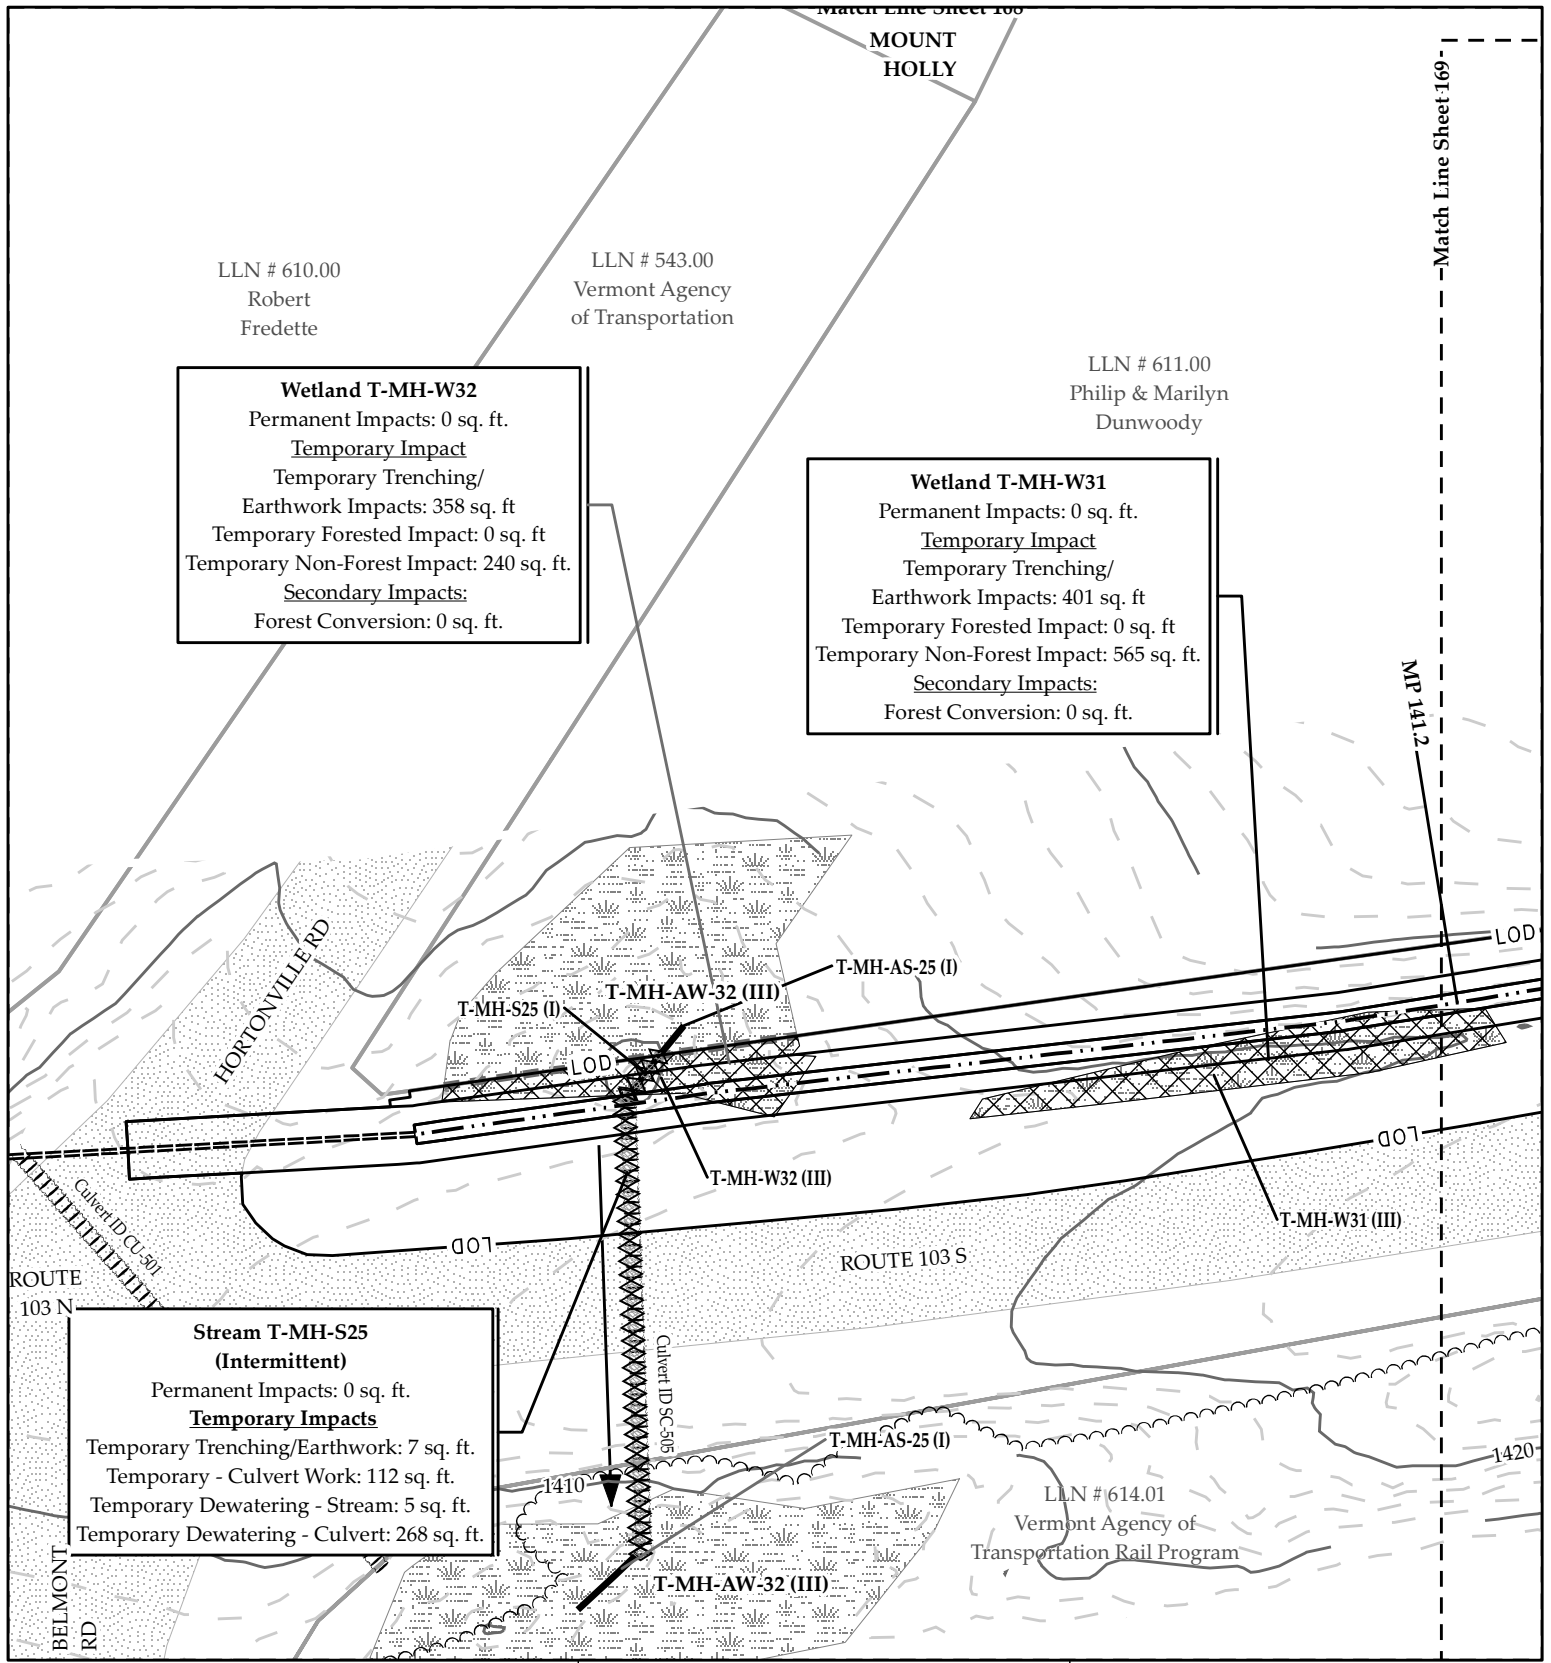 Match Line Sheet 168
MOUNT
HOLLY
Match Line Sheet 169
LLN # 610.00
Robert
Fredette
LLN # 543.00
Vermont Agency
of Transportation
LLN # 611.00
Philip & Marilyn
Dunwoody
Wetland T-MH-W32
Permanent Impacts: 0 sq. ft.
Temporary Impact
Temporary Trenching/
Earthwork Impacts: 358 sq. ft
Temporary Forested Impact: 0 sq. ft
Temporary Non-Forest Impact: 240 sq. ft.
Secondary Impacts:
Forest Conversion: 0 sq. ft.
Wetland T-MH-W31
Permanent Impacts: 0 sq. ft.
Temporary Impact
Temporary Trenching/
Earthwork Impacts: 401 sq. ft
Temporary Forested Impact: 0 sq. ft
Temporary Non-Forest Impact: 565 sq. ft.
Secondary Impacts:
Forest Conversion: 0 sq. ft.
MP 141.2
LOD
HORTONVILLE RD
T-MH-AS-25 (I)
T-MH-AW-32 (III)
T-MH-S25 (I)
LOD
LOD
T-MH-W32 (III)
T-MH-W31 (III)
Culvert ID CU-501
LOD
ROUTE 103 S
ROUTE
103 N
Stream T-MH-S25
(Intermittent)
Permanent Impacts: 0 sq. ft.
Temporary Impacts
Temporary Trenching/Earthwork: 7 sq. ft.
Temporary - Culvert Work: 112 sq. ft.
Temporary Dewatering - Stream: 5 sq. ft.
Temporary Dewatering - Culvert: 268 sq. ft.
Culvert ID SC-505
T-MH-AS-25 (I)
1410
1420
LLN # 614.01
Vermont Agency of
Transportation Rail Program
T-MH-AW-32 (III)
BELMONT
RD